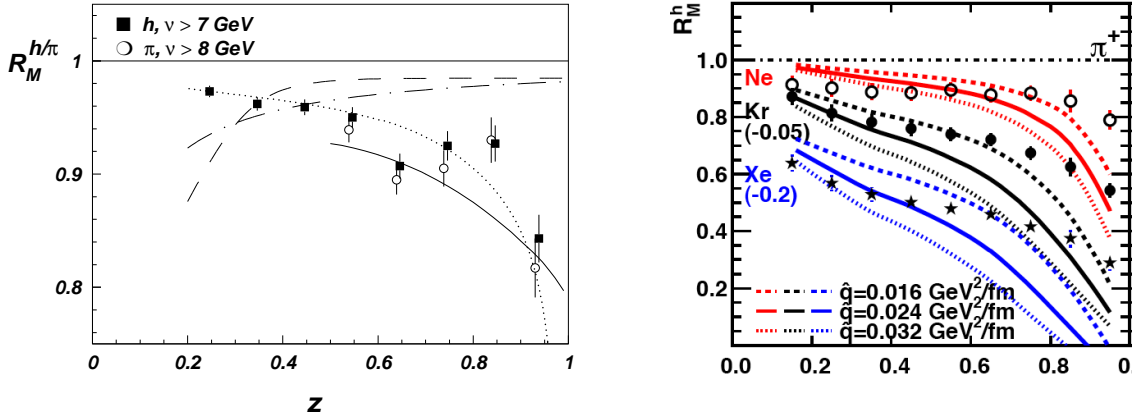 h, ν > 7 GeV
π, ν > 8 GeV
R_M^{h/π}
1
0.9
0.8
0 0.2 0.4 0.6 0.8 1
z
R_M^h
π^+
1.0
0.8
0.6
0.4
0.2
Ne
Kr
(-0.05)
Xe
(-0.2)
q̂=0.016 GeV²/fm
q̂=0.024 GeV²/fm
q̂=0.032 GeV²/fm
0.0 0.2 0.4 0.6 0.8